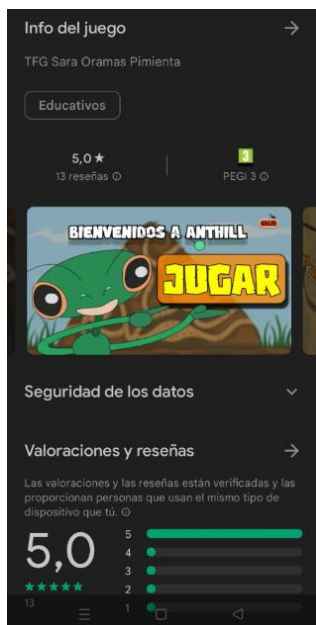 Info del juego
TFG Sara Oramas Pimienta
Educativos
5,0 ★
13 reseñas
3
PEGI 3
BIENVENIDOS A ANTHILL
JUGAR
Seguridad de los datos
Valoraciones y reseñas
Las valoraciones y las reseñas están verificadas y las
proporcionan personas que usan el mismo tipo de
dispositivo que tú.
5,0
5
4
3
2
1
13